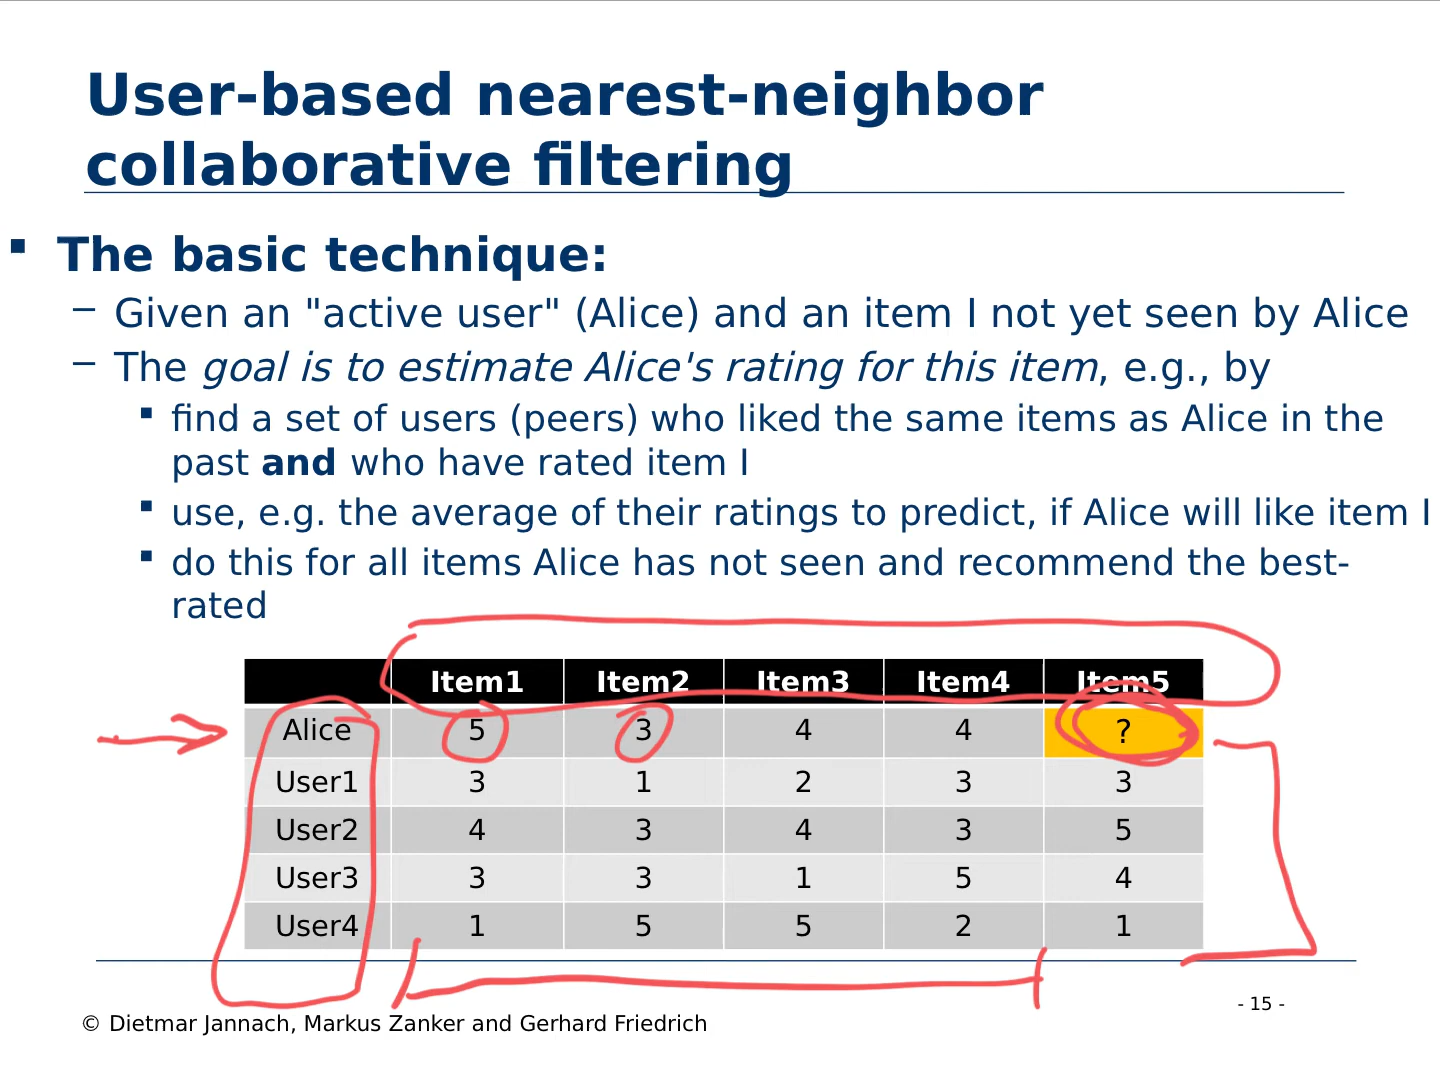 User-based nearest-neighbor
collaborative filtering
▪ The basic technique:
– Given an "active user" (Alice) and an item I not yet seen by Alice
– The goal is to estimate Alice's rating for this item, e.g., by
▪ find a set of users (peers) who liked the same items as Alice in the
past and who have rated item I
▪ use, e.g. the average of their ratings to predict, if Alice will like item I
▪ do this for all items Alice has not seen and recommend the best-
rated
Item1 Item2 Item3 Item4 Item5
Alice 5 3 4 4 ?
User1 3 1 2 3 3
User2 4 3 4 3 5
User3 3 3 1 5 4
User4 1 5 5 2 1
- 15 -
© Dietmar Jannach, Markus Zanker and Gerhard Friedrich